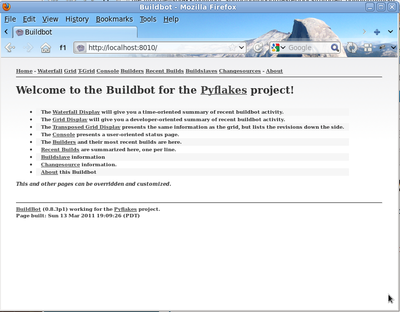 Buildbot - Mozilla Firefox
File Edit View History Bookmarks Tools Help
Buildbot
f1 http://localhost:8010/ Google
Home - Waterfall Grid T-Grid Console Builders Recent Builds Buildslaves Changesources - About
Welcome to the Buildbot for the Pyflakes project!
The Waterfall Display will give you a time-oriented summary of recent buildbot activity.
The Grid Display will give you a developer-oriented summary of recent buildbot activity.
The Transposed Grid Display presents the same information as the grid, but lists the revisions down the side.
The Console presents a user-oriented status page.
The Builders and their most recent builds are here.
Recent Builds are summarized here, one per line.
Buildslave information
Changesource information.
About this Buildbot
This and other pages can be overridden and customized.
BuildBot (0.8.3p1) working for the Pyflakes project.
Page built: Sun 13 Mar 2011 19:09:26 (PDT)